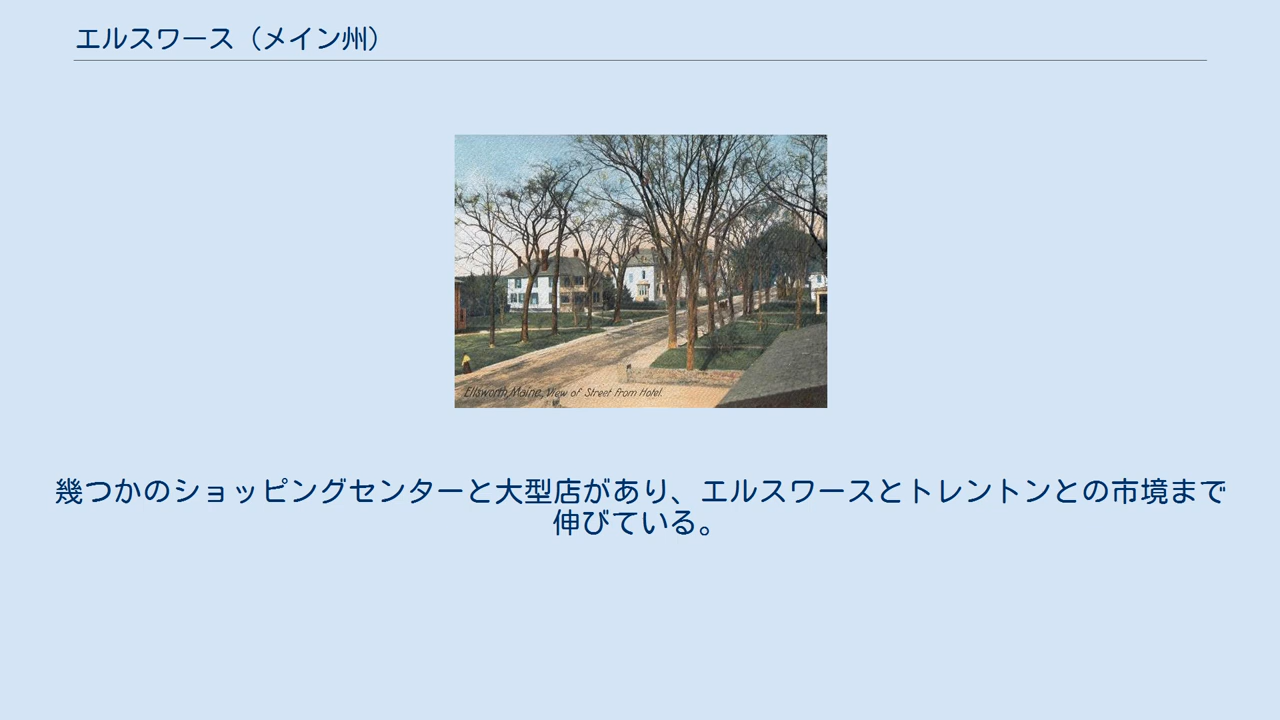 エルスワース（メイン州）
Ellsworth, Maine, View of Street from Hotel.
幾つかのショッピングセンターと大型店があり、エルスワースとトレントンとの市境まで
伸びている。